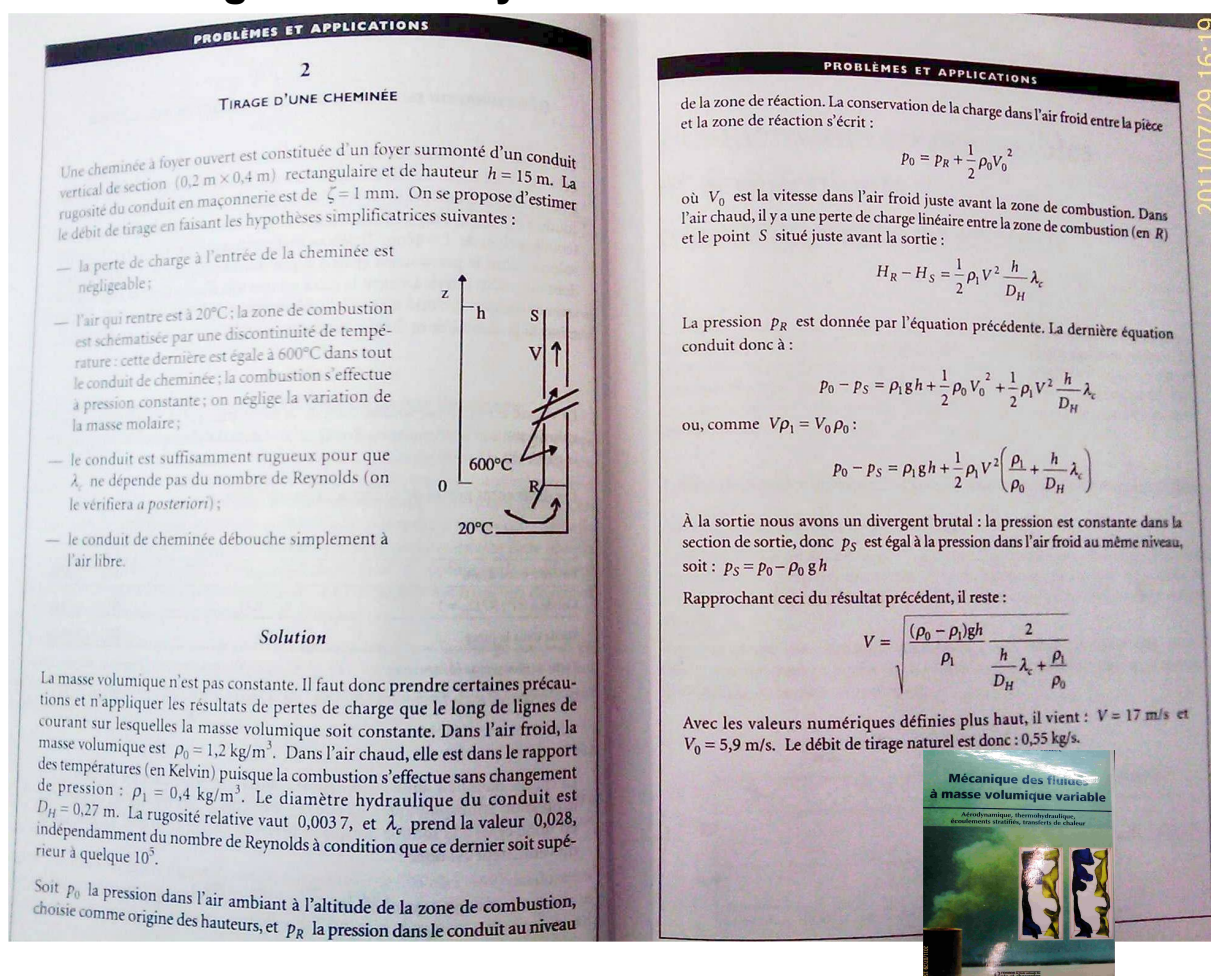 PROBLÈMES ET APPLICATIONS
2
TIRAGE D'UNE CHEMINÉE
Une cheminée à foyer ouvert est constituée d'un foyer surmonté d'un conduit
vertical de section (0,2 m × 0,4 m) rectangulaire et de hauteur h = 15 m. La
rugosité du conduit en maçonnerie est de ζ = 1 mm. On se propose d'estimer
le débit de tirage en faisant les hypothèses simplificatrices suivantes :
— la perte de charge à l'entrée de la cheminée est
négligeable ;
— l'air qui rentre est à 20°C ; la zone de combustion
est schématisée par une discontinuité de tempé-
rature : cette dernière est égale à 600°C dans tout
le conduit de cheminée ; la combustion s'effectue
à pression constante ; on néglige la variation de
la masse molaire ;
— le conduit est suffisamment rugueux pour que
λc ne dépende pas du nombre de Reynolds (on
le vérifiera a posteriori) ;
— le conduit de cheminée débouche simplement à
l'air libre.
z
h
S
V
600°C
0
R
20°C
Solution
La masse volumique n'est pas constante. Il faut donc prendre certaines précau-
tions et n'appliquer les résultats de pertes de charge que le long de lignes de
courant sur lesquelles la masse volumique soit constante. Dans l'air froid, la
masse volumique est ρ0 = 1,2 kg/m³. Dans l'air chaud, elle est dans le rapport
des températures (en Kelvin) puisque la combustion s'effectue sans changement
de pression : ρ1 = 0,4 kg/m³. Le diamètre hydraulique du conduit est
DH = 0,27 m. La rugosité relative vaut 0,003 7, et λc prend la valeur 0,028,
indépendamment du nombre de Reynolds à condition que ce dernier soit supé-
rieur à quelque 10⁵.
Soit p0 la pression dans l'air ambiant à l'altitude de la zone de combustion,
choisie comme origine des hauteurs, et pR la pression dans le conduit au niveau
PROBLÈMES ET APPLICATIONS
de la zone de réaction. La conservation de la charge dans l'air froid entre la pièce
et la zone de réaction s'écrit :
p0 = pR + 1/2 ρ0V0²
où V0 est la vitesse dans l'air froid juste avant la zone de combustion. Dans
l'air chaud, il y a une perte de charge linéaire entre la zone de combustion (en R)
et le point S situé juste avant la sortie :
HR − HS = 1/2 ρ1V² h/DH λc
La pression pR est donnée par l'équation précédente. La dernière équation
conduit donc à :
p0 − pS = ρ1gh + 1/2 ρ0V0² + 1/2 ρ1V² h/DH λc
ou, comme Vρ1 = V0ρ0 :
p0 − pS = ρ1gh + 1/2 ρ1V² (ρ1/ρ0 + h/DH λc)
À la sortie nous avons un divergent brutal : la pression est constante dans la
section de sortie, donc pS est égal à la pression dans l'air froid au même niveau,
soit : pS = p0 − ρ0gh
Rapprochant ceci du résultat précédent, il reste :
V = √((ρ0 − ρ1)gh/ρ1 2/(h/DH λc + ρ1/ρ0))
Avec les valeurs numériques définies plus haut, il vient : V = 17 m/s et
V0 = 5,9 m/s. Le débit de tirage naturel est donc : 0,55 kg/s.
Mécanique des fluides
à masse volumique variable
Aérodynamique, thermohydraulique,
écoulements stratifiés, transferts de chaleur
2011/07/29 16:19